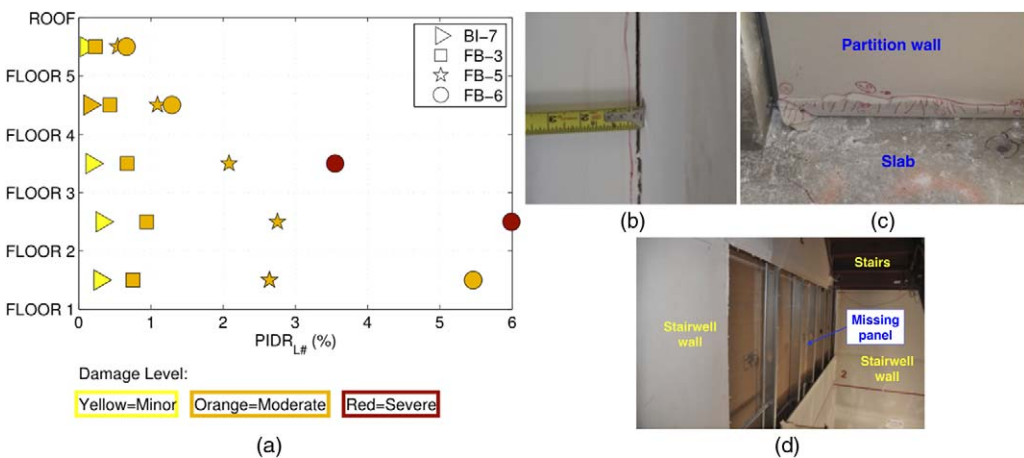 ROOF
FLOOR 5
FLOOR 4
FLOOR 3
FLOOR 2
FLOOR 1
0 1 2 3 4 5 6
PIDR L# (%)
BI-7
FB-3
FB-5
FB-6
Damage Level:
Yellow=Minor Orange=Moderate Red=Severe
(a)
(b)
Partition wall
Slab
(c)
Stairs
Stairwell
wall
Missing
panel
Stairwell
wall
2
(d)